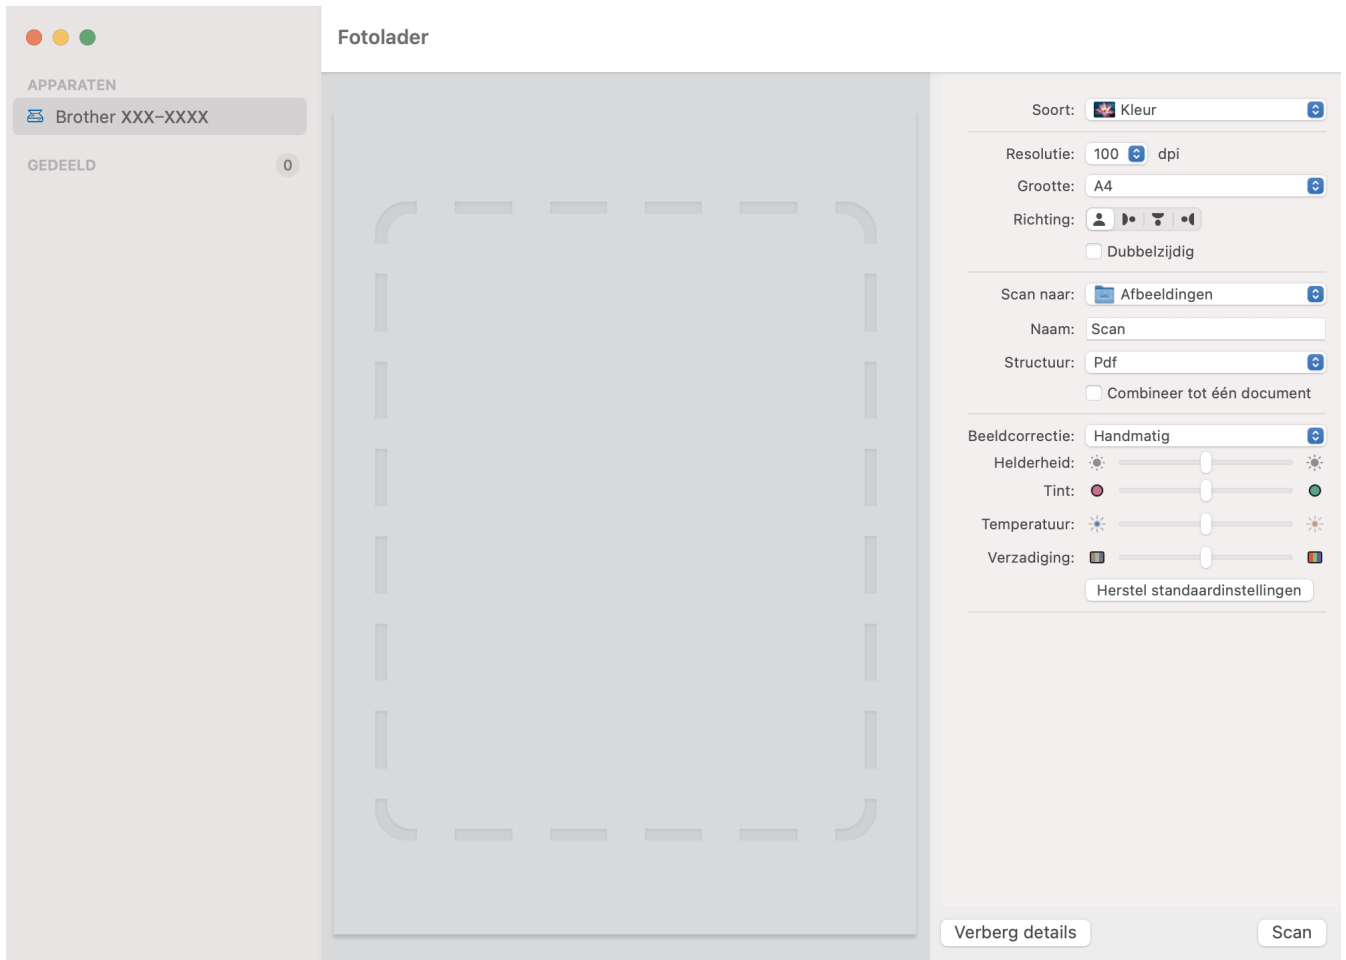 Fotolader
APPARATEN
Brother XXX-XXXX
GEDEELD 0
Soort: Kleur
Resolutie: 100 dpi
Grootte: A4
Richting:
Dubbelzijdig
Scan naar: Afbeeldingen
Naam: Scan
Structuur: Pdf
Combineer tot één document
Beeldcorrectie: Handmatig
Helderheid:
Tint:
Temperatuur:
Verzadiging:
Herstel standaardinstellingen
Verberg details Scan